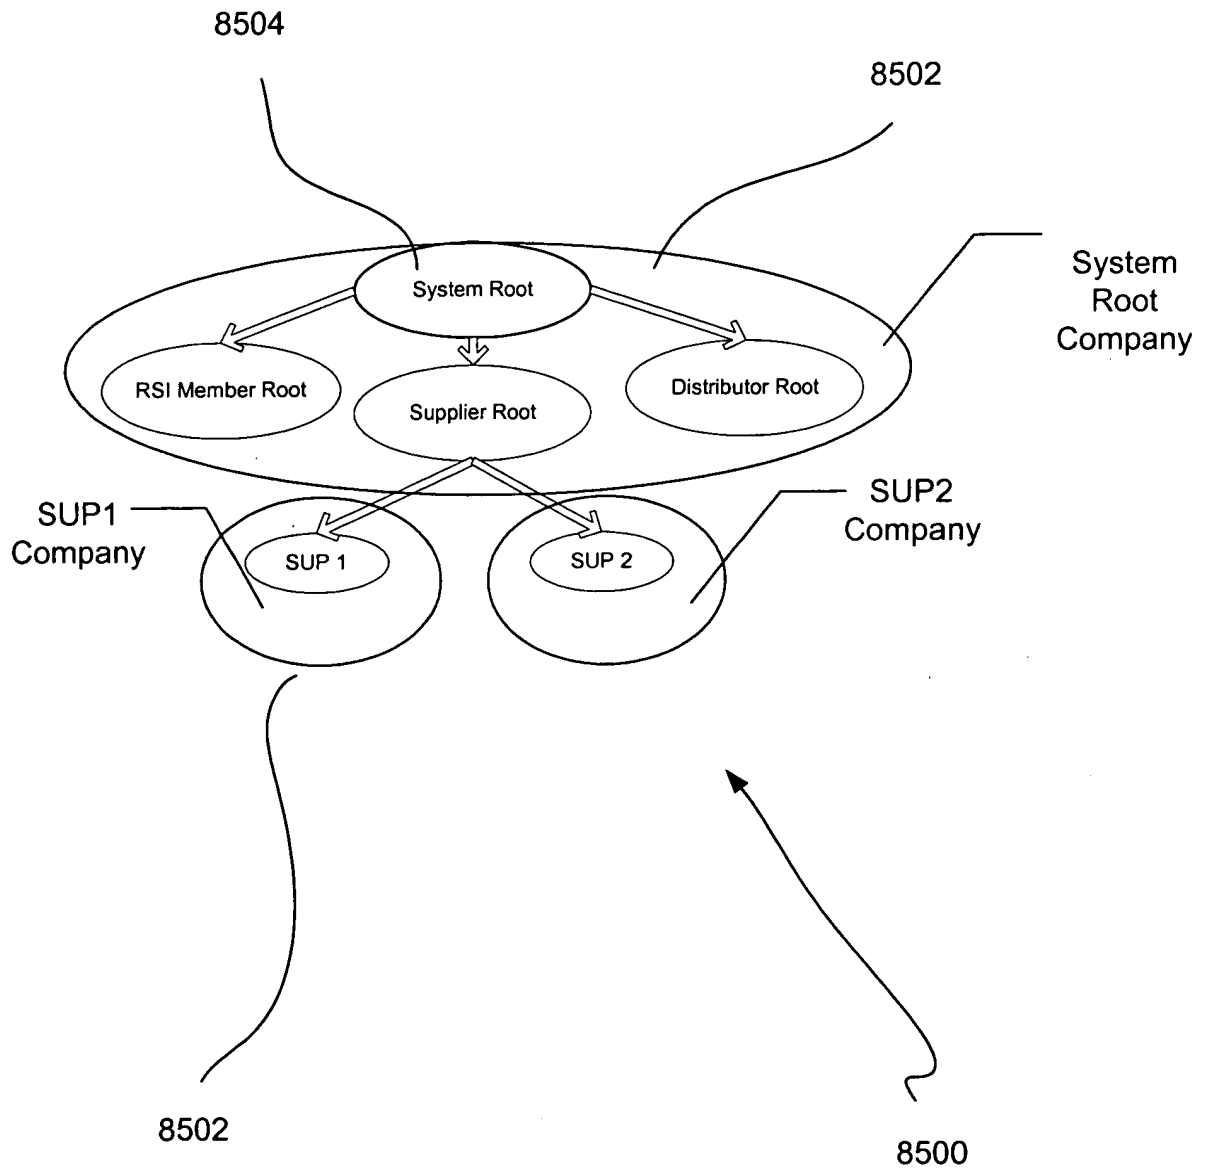 8504
8502
System
Root
Company
System Root
RSI Member Root
Supplier Root
Distributor Root
SUP1
Company
SUP2
Company
SUP 1
SUP 2
8502
8500